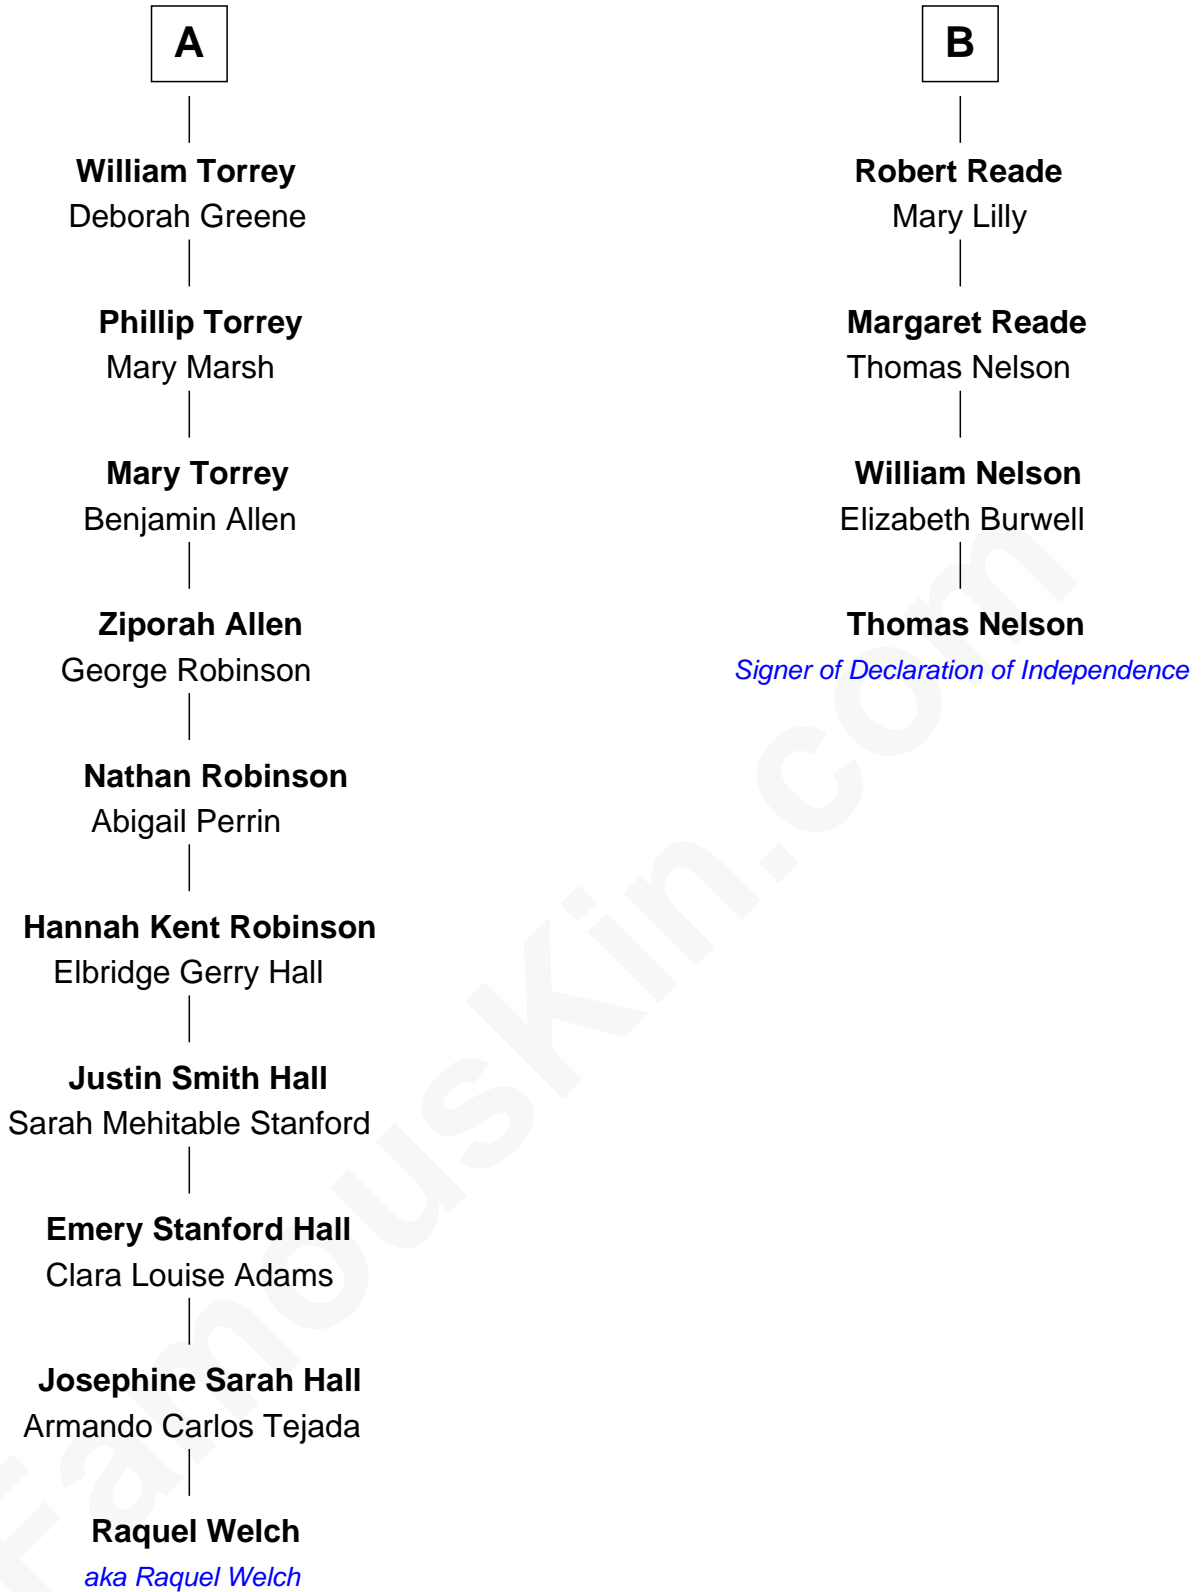 A
William Torrey
Deborah Greene
Phillip Torrey
Mary Marsh
Mary Torrey
Benjamin Allen
Ziporah Allen
George Robinson
Nathan Robinson
Abigail Perrin
Hannah Kent Robinson
Elbridge Gerry Hall
Justin Smith Hall
Sarah Mehitable Stanford
Emery Stanford Hall
Clara Louise Adams
Josephine Sarah Hall
Armando Carlos Tejada
Raquel Welch
aka Raquel Welch
B
Robert Reade
Mary Lilly
Margaret Reade
Thomas Nelson
William Nelson
Elizabeth Burwell
Thomas Nelson
Signer of Declaration of Independence
FamousKin.com